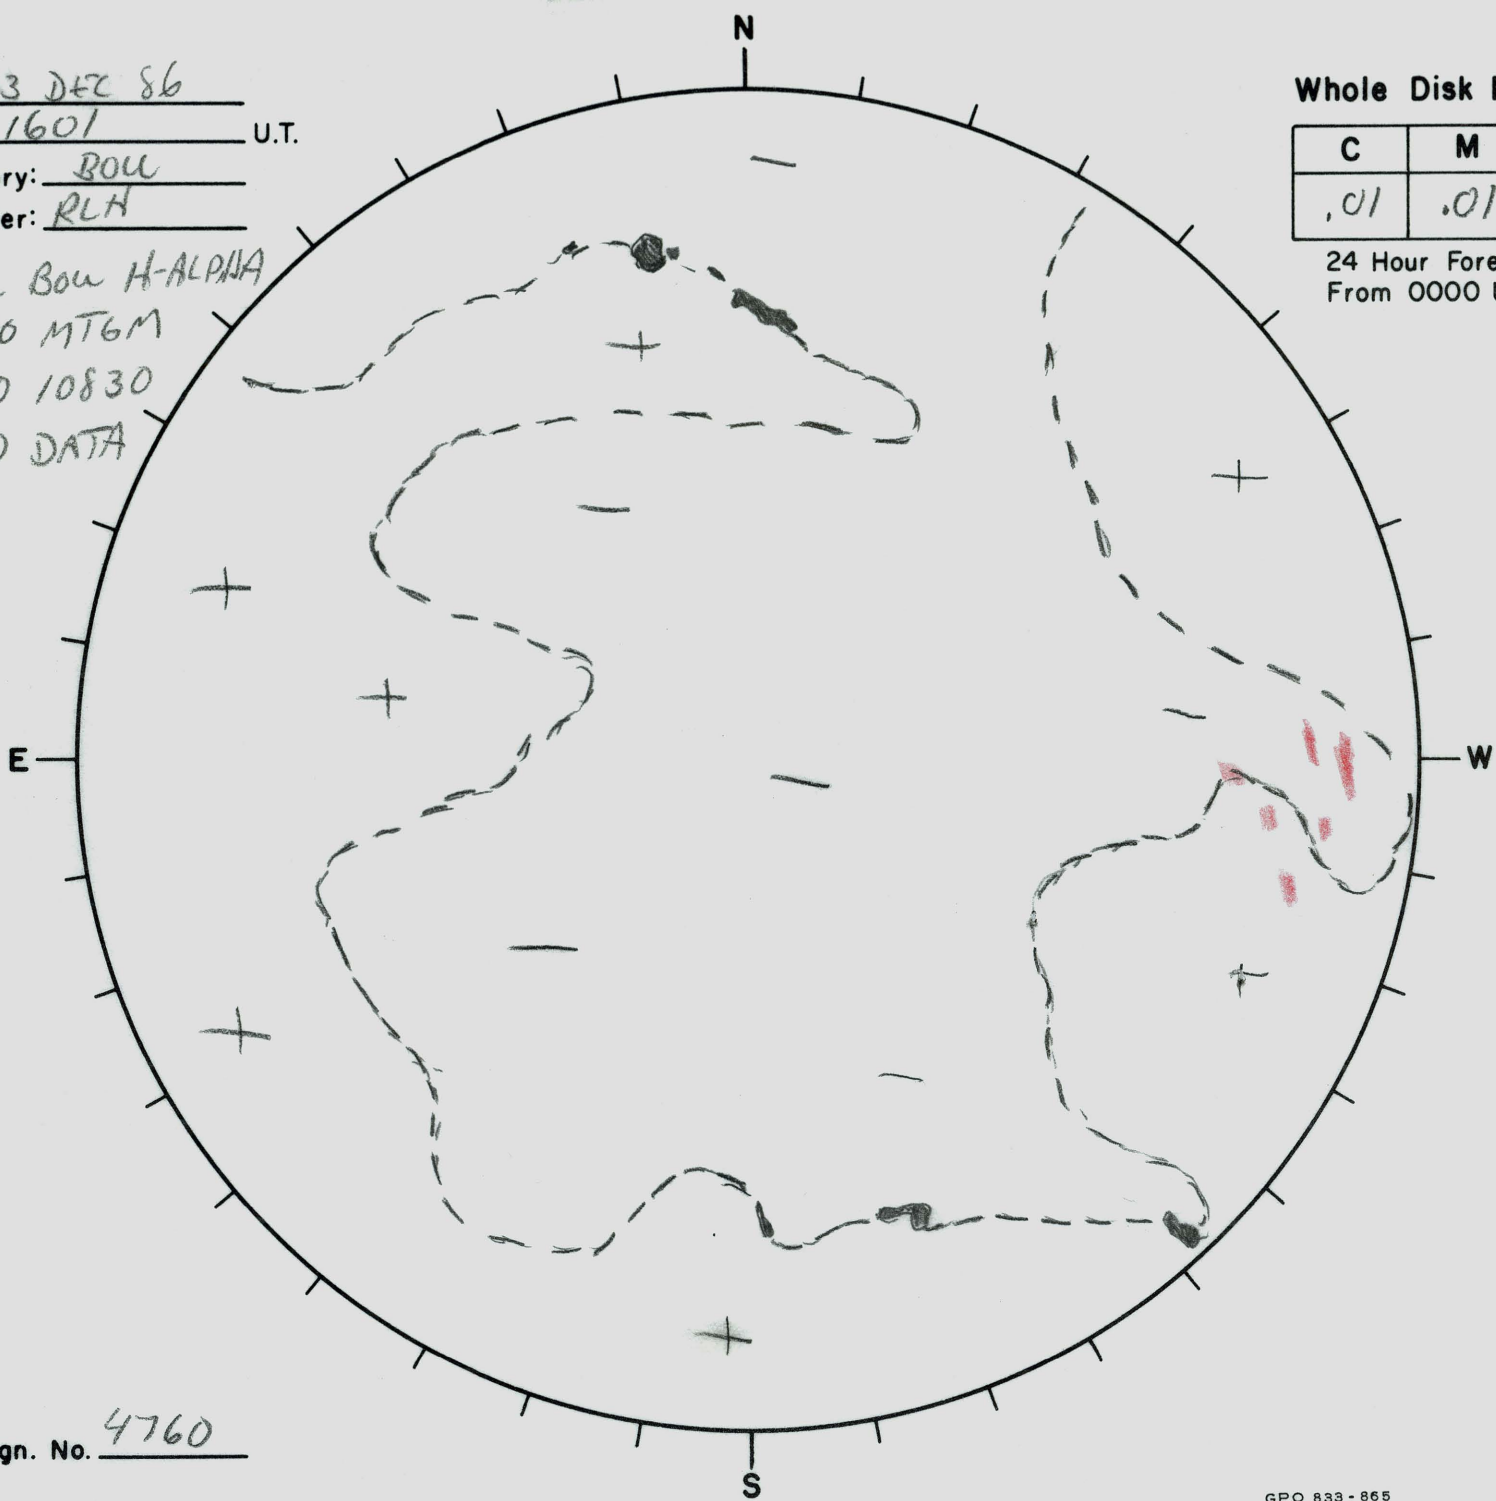 N
3 DEC 86
1601 U.T.
ry: BOU
er: RLH
BOU H-ALPHA
O MTGM
O 10830
O DATA
Whole Disk
C M
.01 .01
24 Hour Fore
From 0000 U
+ −
E W
gn. No. 4760
S
GPO 833-865